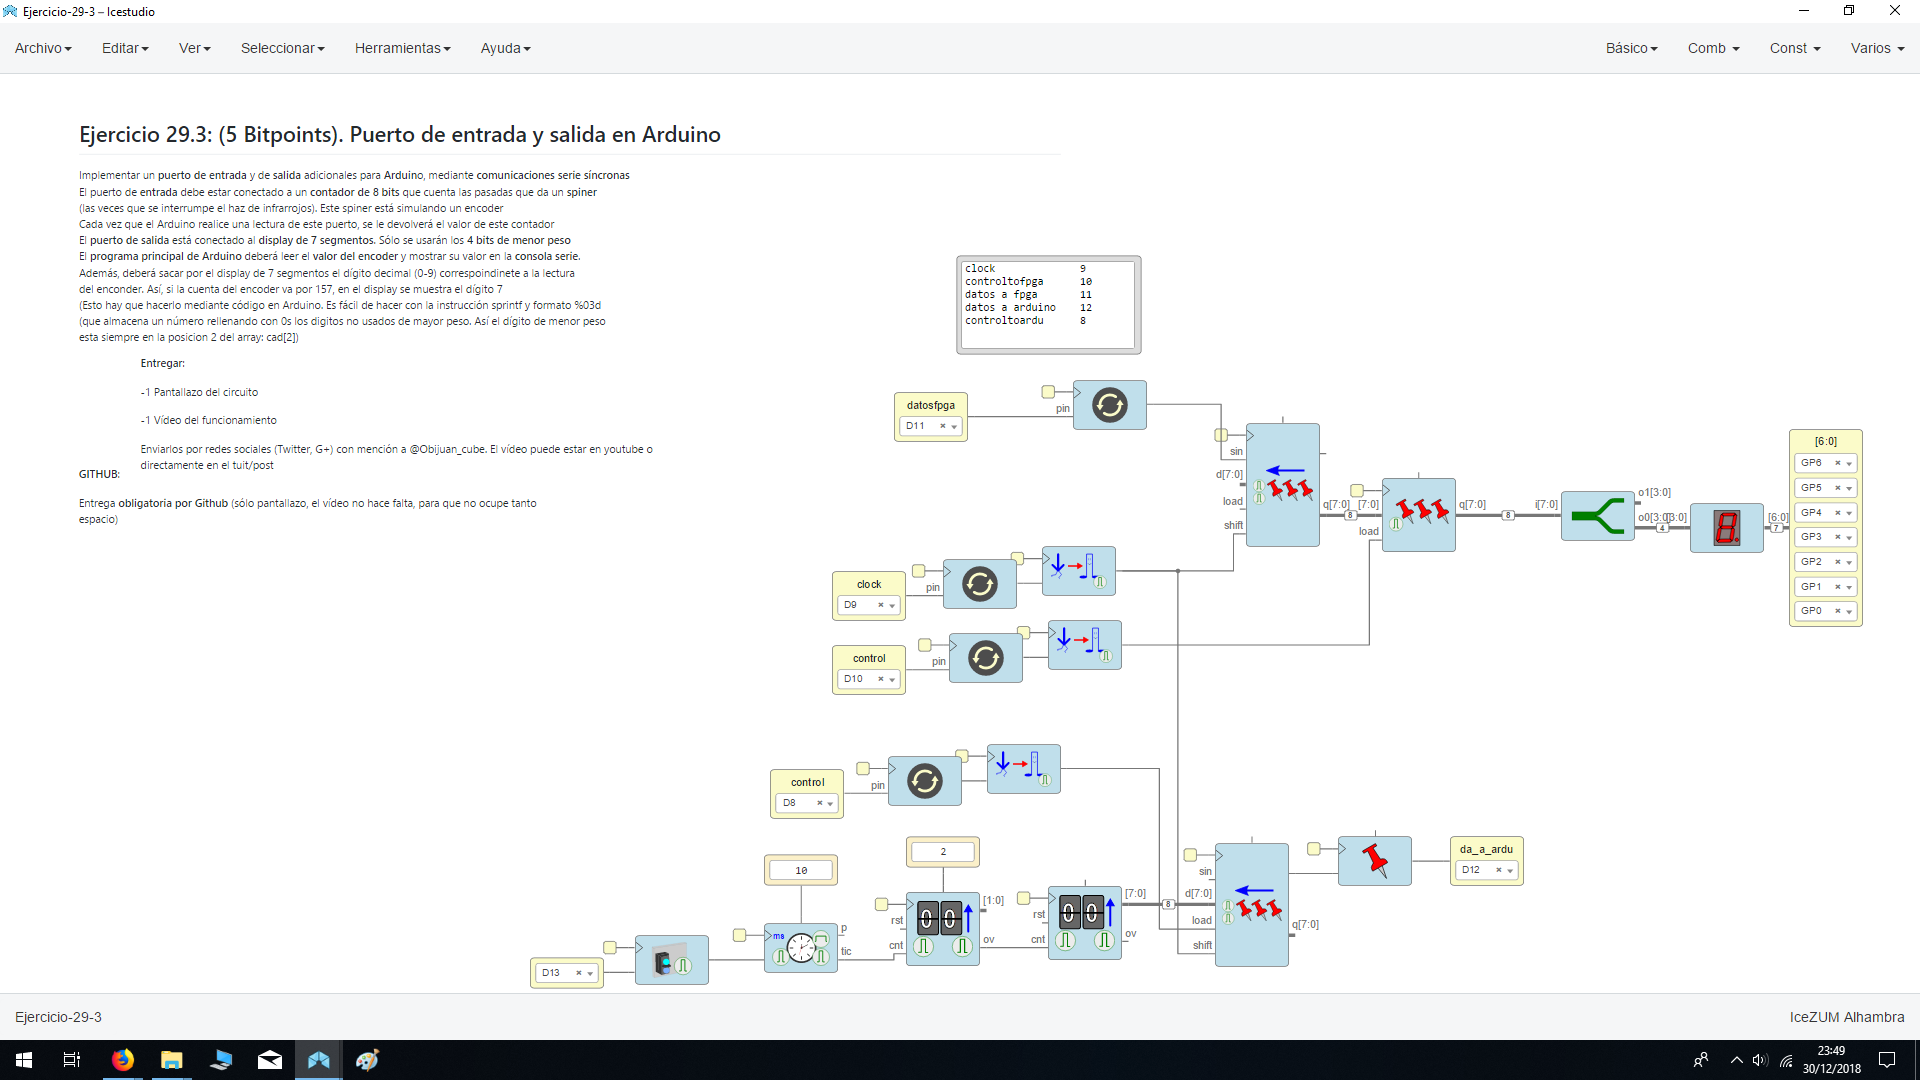 Ejercicio-29-3 – Icestudio
Archivo Editar Ver Seleccionar Herramientas Ayuda Básico Comb Const Varios
Ejercicio 29.3: (5 Bitpoints). Puerto de entrada y salida en Arduino
Implementar un puerto de entrada y de salida adicionales para Arduino, mediante comunicaciones serie síncronas
El puerto de entrada debe estar conectado a un contador de 8 bits que cuenta las pasadas que da un spiner
(las veces que se interrumpe el haz de infrarrojos). Este spiner está simulando un encoder
Cada vez que el Arduino realice una lectura de este puerto, se le devolverá el valor de este contador
El puerto de salida está conectado al display de 7 segmentos. Sólo se usarán los 4 bits de menor peso
El programa principal de Arduino deberá leer el valor del encoder y mostrar su valor en la consola serie.
Además, deberá sacar por el display de 7 segmentos el dígito decimal (0-9) correspoindinete a la lectura
del enconder. Así, si la cuenta del encoder va por 157, en el display se muestra el dígito 7
(Esto hay que hacerlo mediante código en Arduino. Es fácil de hacer con la instrucción sprintf y formato %03d
(que almacena un número rellenando con 0s los digitos no usados de mayor peso. Así el dígito de menor peso
esta siempre en la posicion 2 del array: cad[2])
Entregar:
-1 Pantallazo del circuito
-1 Vídeo del funcionamiento
Enviarlos por redes sociales (Twitter, G+) con mención a @Obijuan_cube. El vídeo puede estar en youtube o
directamente en el tuit/post
GITHUB:
Entrega obligatoria por Github (sólo pantallazo, el vídeo no hace falta, para que no ocupe tanto
espacio)
clock 9
controltofpga 10
datos a fpga 11
datos a arduino 12
controltoardu 8
datosfpga
D11
pin
sin
d[7:0]
load
shift
q[7:0]
8
[7:0]
load
q[7:0]
8
i[7:0]
o1[3:0]
o0[3:0]
[3:0]
4
[6:0]
7
[6:0]
GP6
GP5
GP4
GP3
GP2
GP1
GP0
clock
D9
pin
control
D10
pin
control
D8
pin
10
2
D13
ms
p
tic
rst
cnt
[1:0]
ov
rst
cnt
[7:0]
ov
8
sin
d[7:0]
load
shift
q[7:0]
da_a_ardu
D12
Ejercicio-29-3
IceZUM Alhambra
23:49
30/12/2018